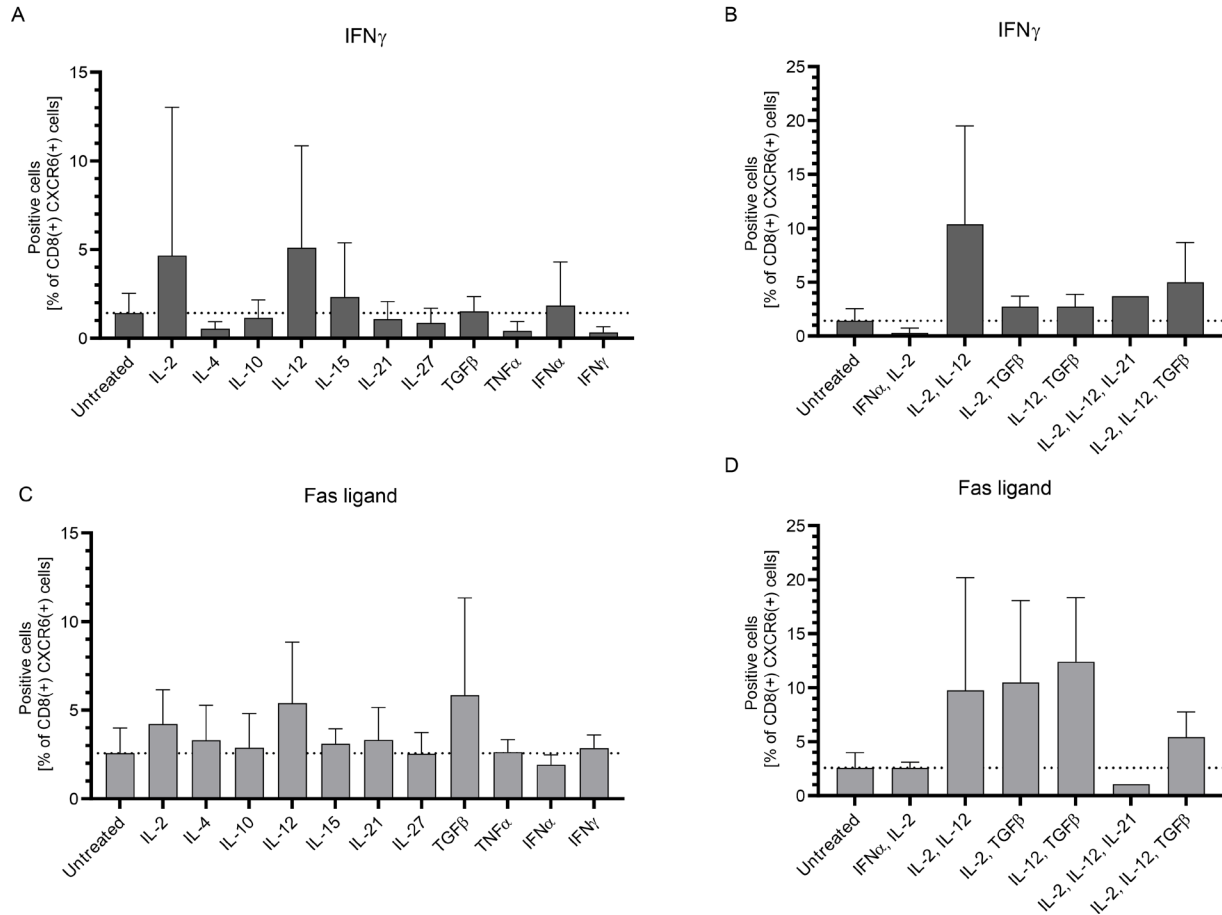 A
IFNγ
Positive cells
[% of CD8(+) CXCR6(+) cells]
15
10
5
0
Untreated
IL-2
IL-4
IL-10
IL-12
IL-15
IL-21
IL-27
TGFβ
TNFα
IFNα
IFNγ
B
IFNγ
Positive cells
[% of CD8(+) CXCR6(+) cells]
25
20
15
10
5
0
Untreated
IFNα, IL-2
IL-2, IL-12
IL-2, TGFβ
IL-12, TGFβ
IL-2, IL-12, IL-21
IL-2, IL-12, TGFβ
C
Fas ligand
Positive cells
[% of CD8(+) CXCR6(+) cells]
15
10
5
0
Untreated
IL-2
IL-4
IL-10
IL-12
IL-15
IL-21
IL-27
TGFβ
TNFα
IFNα
IFNγ
D
Fas ligand
Positive cells
[% of CD8(+) CXCR6(+) cells]
25
20
15
10
5
0
Untreated
IFNα, IL-2
IL-2, IL-12
IL-2, TGFβ
IL-12, TGFβ
IL-2, IL-12, IL-21
IL-2, IL-12, TGFβ